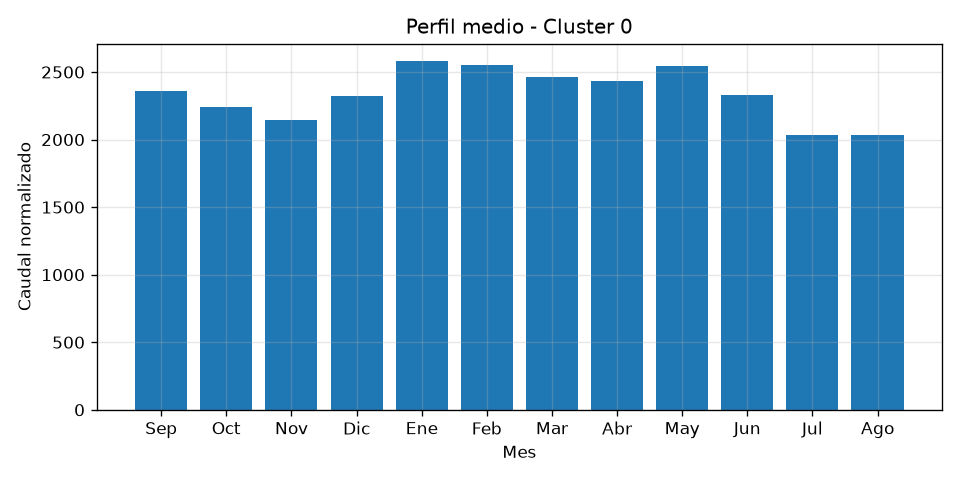 Perfil medio - Cluster 0
Caudal normalizado
2500
2000
1500
1000
500
0
Sep Oct Nov Dic Ene Feb Mar Abr May Jun Jul Ago
Mes